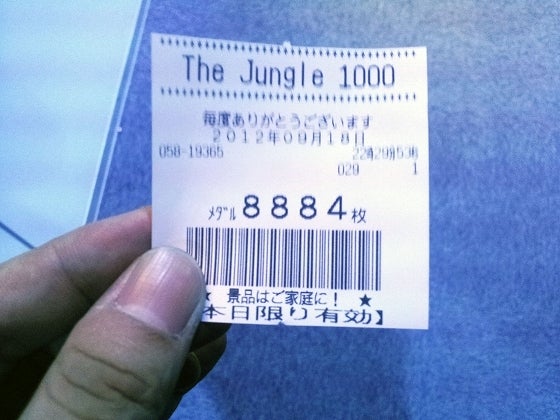 The Jungle 1000
毎度ありがとうございます
2012年09月18日
058-19365 22時29分53秒
029 1
ﾒﾀﾞﾙ 8884枚
★ 景品はご家庭に! ★
本日限り有効】